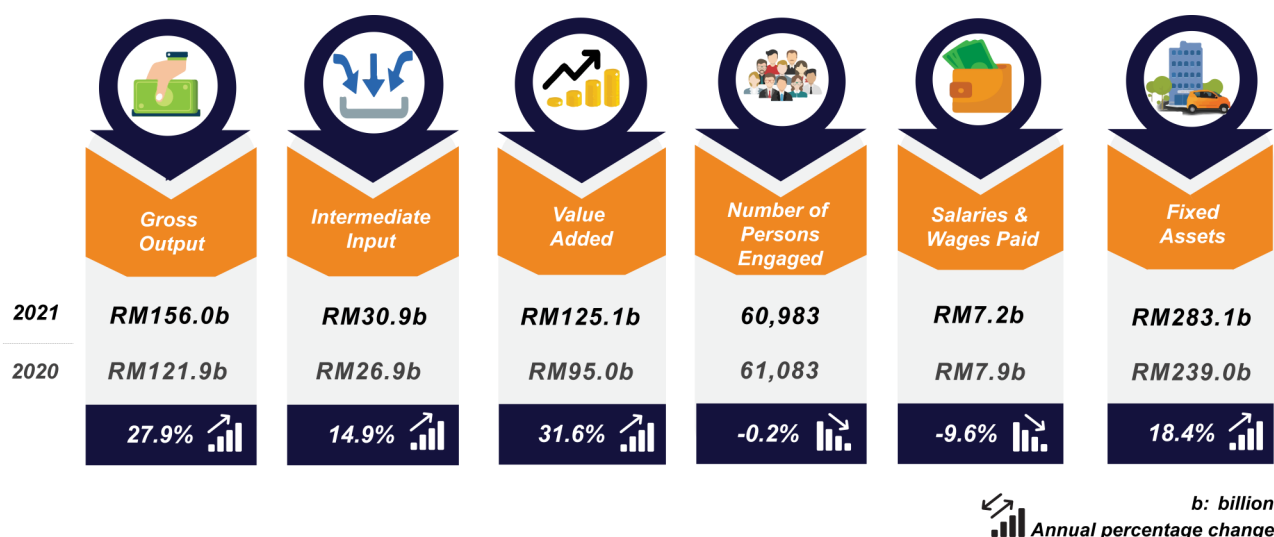 Gross
Output
Intermediate
Input
Value
Added
Number of
Persons
Engaged
Salaries &
Wages Paid
Fixed
Assets
2021 RM156.0b RM30.9b RM125.1b 60,983 RM7.2b RM283.1b
2020 RM121.9b RM26.9b RM95.0b 61,083 RM7.9b RM239.0b
27.9% 14.9% 31.6% -0.2% -9.6% 18.4%
b: billion
Annual percentage change